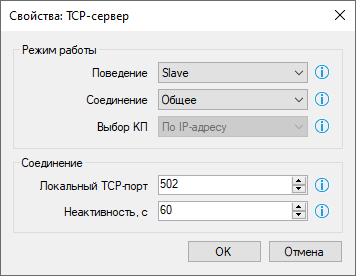 Свойства: TCP-сервер
Режим работы
Поведение Slave
Соединение Общее
Выбор КП По IP-адресу
Соединение
Локальный TCP-порт 502
Неактивность, с 60
OK Отмена